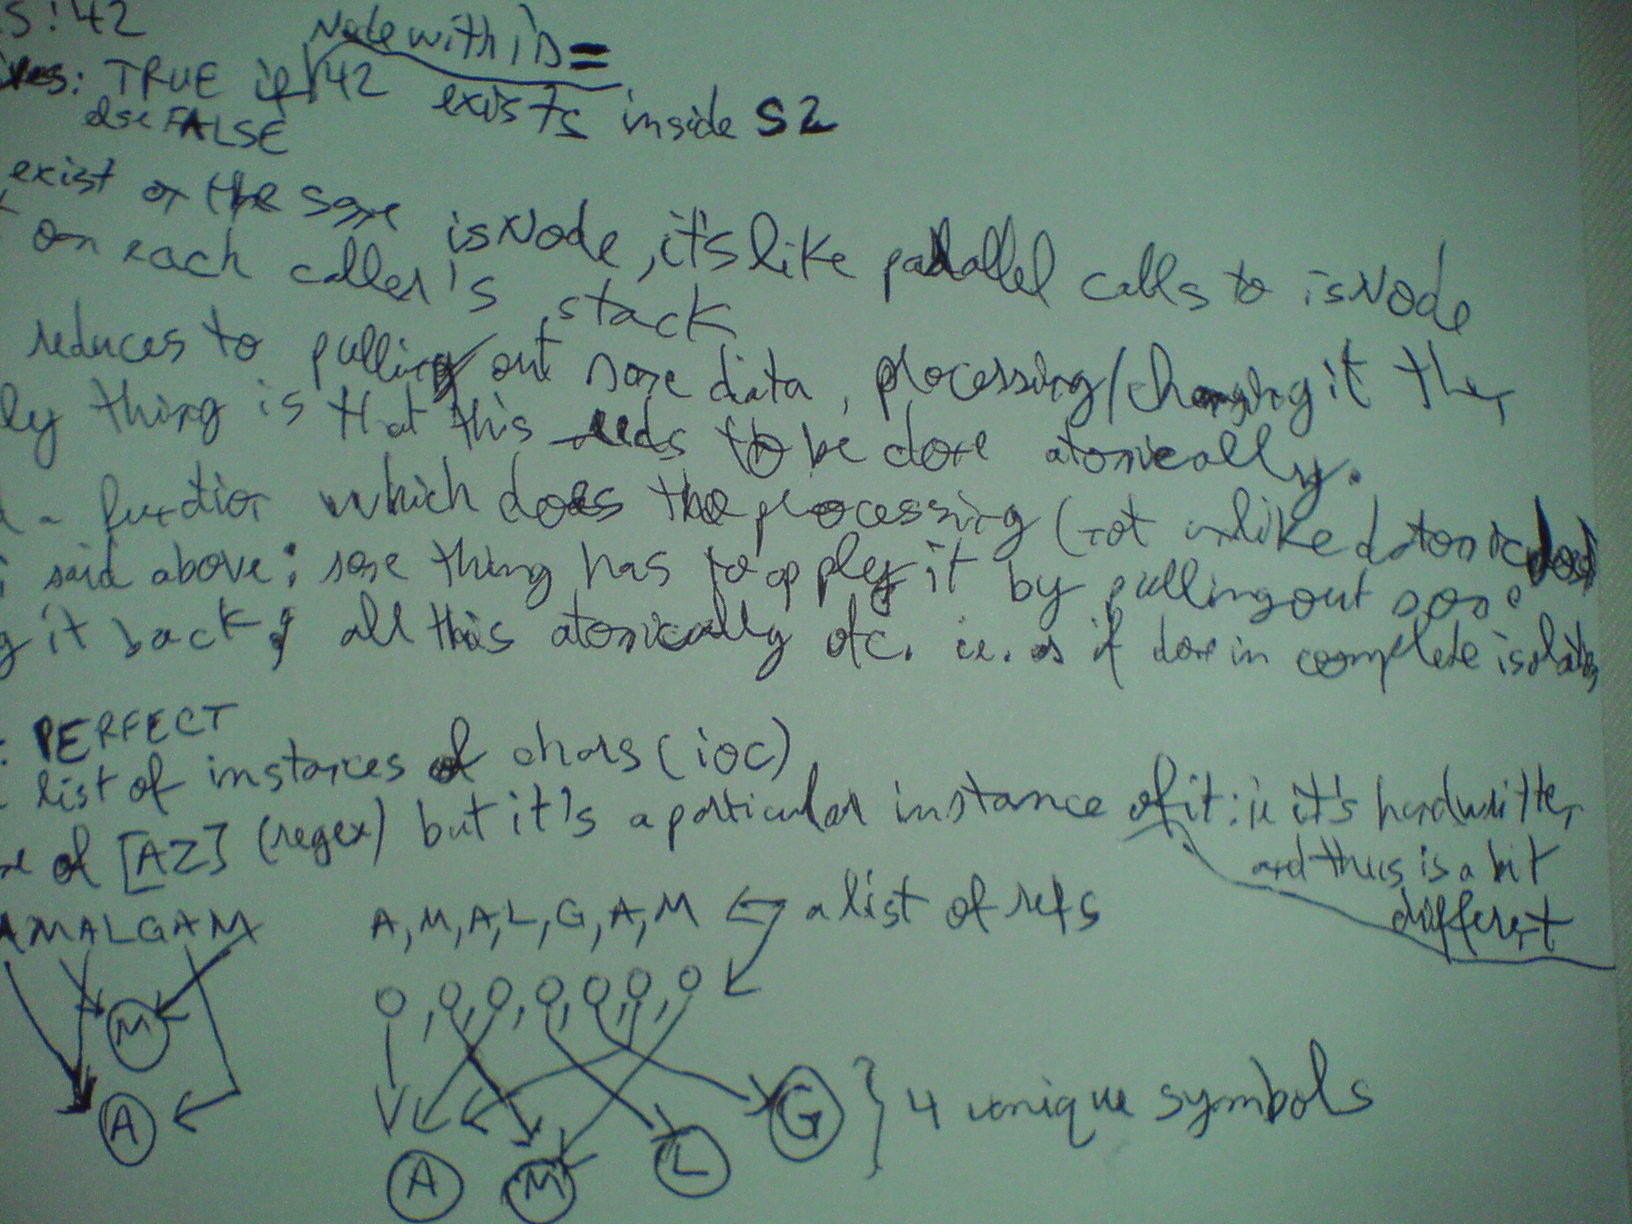 S:42
Node with ID=
TRUE if 42 exists inside S2
else FALSE
exist on the same isNode, it's like parallel calls to isNode
on each caller's stack
reduces to pulling out some data, processing/changing it then
ly thing is that this needs to be done atomically.
a function which does the processing (not unlike datomic does)
said above; some thing has to apply it by pulling out some
g it back; all this atomically etc. i.e. as if done in complete isolation
: PERFECT
list of instances of chars (ioc)
of [AZ] (regex) but it's a particular instance of it: ie it's handwritten
and thus is a bit
different
AMALGAM
A, M, A, L, G, A, M a list of refs
M
A
A
M
L
G
} 4 unique symbols